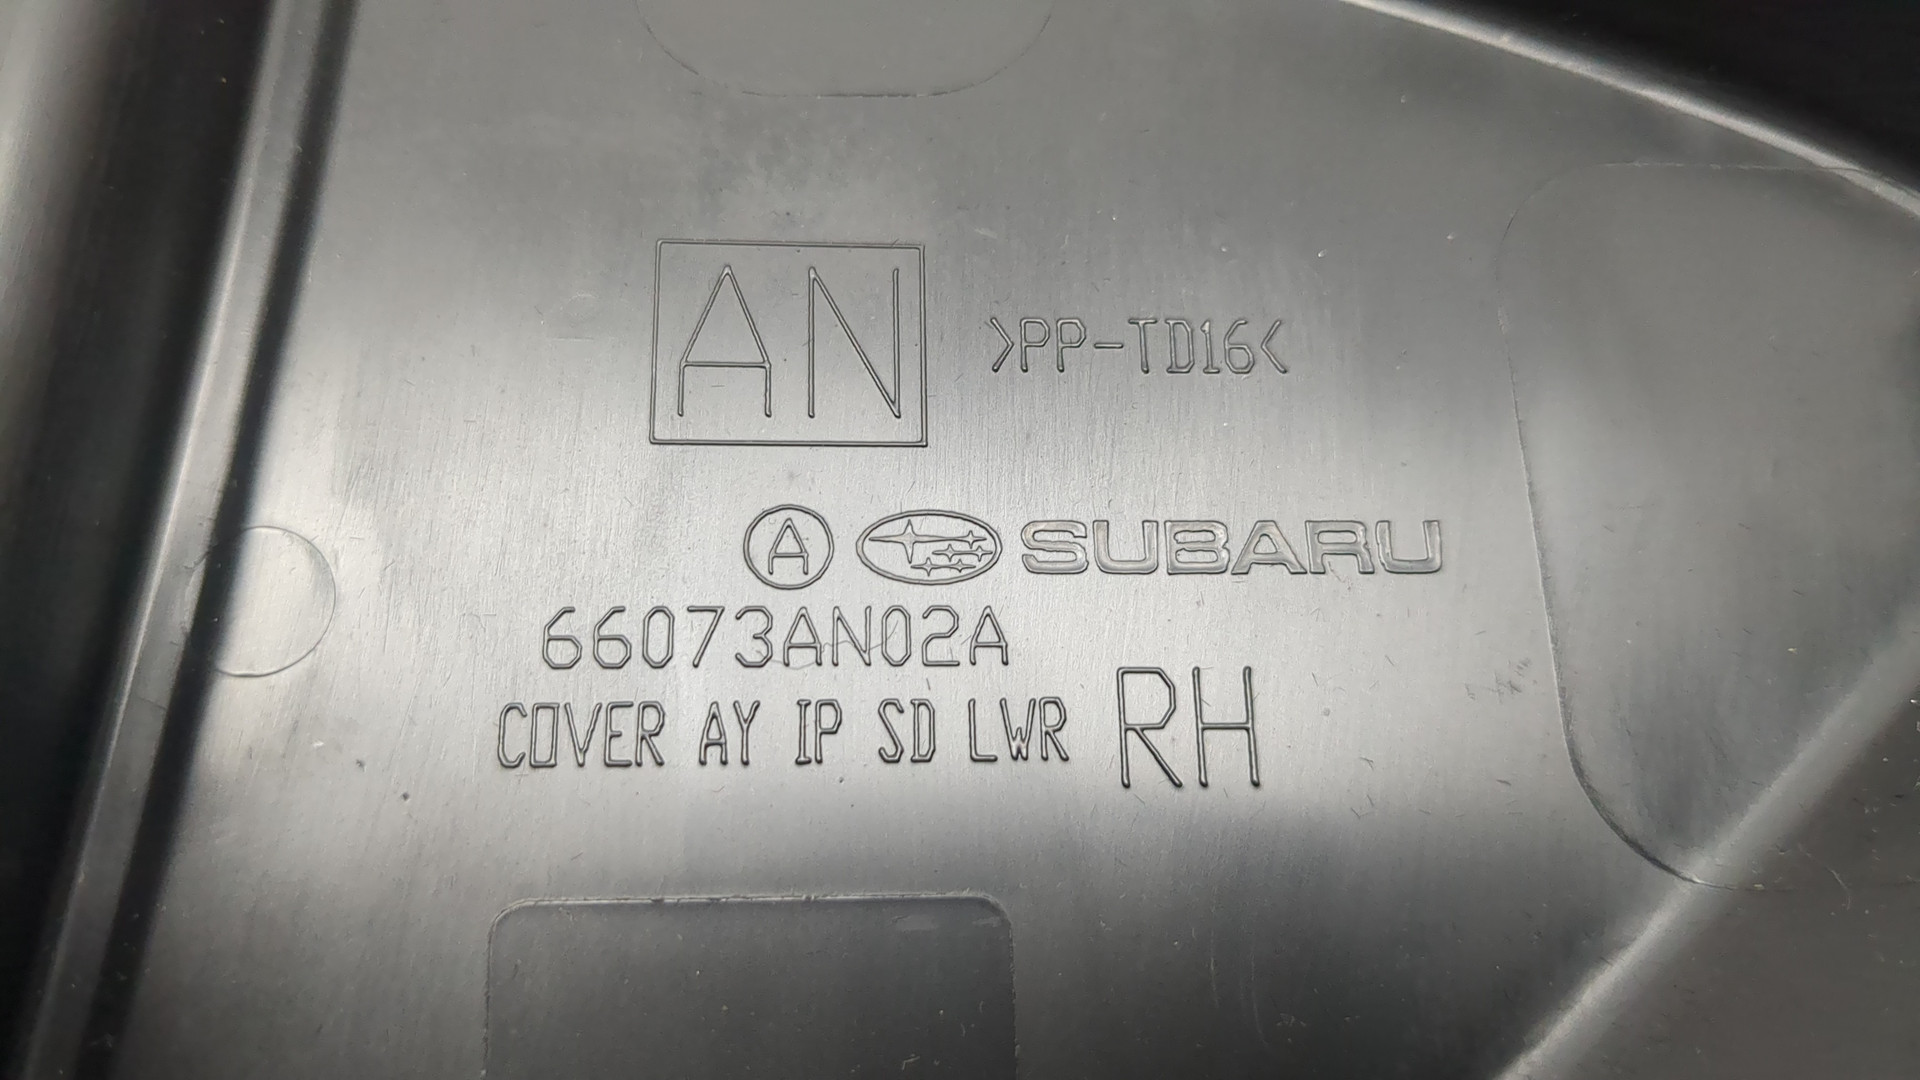 AN >PP-TD16<
A SUBARU
66073AN02A
COVER AY IP SD LWR RH